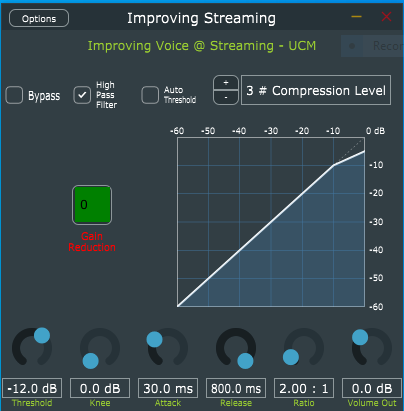 Options
Improving Streaming
Improving Voice @ Streaming - UCM
Recor
Bypass
High
Pass
Filter
Auto
Threshold
+
-
3 # Compression Level
-60 -50 -40 -30 -20 -10 0 dB
-10
-20
-30
-40
-50
-60
0
Gain
Reduction
-12.0 dB 0.0 dB 30.0 ms 800.0 ms 2.00 : 1 0.0 dB
Threshold Knee Attack Release Ratio Volume Out